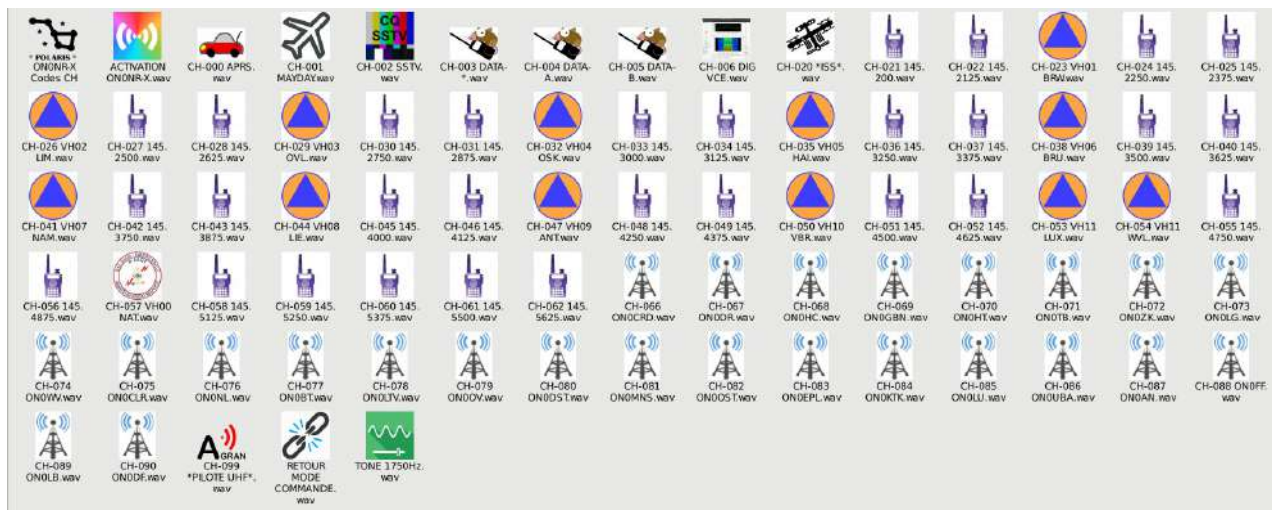 * POLARIS *
ON0NR-X
Codes CH
ACTIVATION
ON0NR-X.wav
CH-000 APRS.
wav
CH-001
MAYDAY.wav
CQ
SSTV
CH-002 SSTV.
wav
CH-003 DATA-
*.wav
CH-004 DATA-
A.wav
CH-005 DATA-
B.wav
CH-006 DIG
VCE.wav
CH-020 *ISS*.
wav
CH-021 145.
200.wav
CH-022 145.
2125.wav
CH-023 VH01
BRW.wav
CH-024 145.
2250.wav
CH-025 145.
2375.wav
CH-026 VH02
LIM.wav
CH-027 145.
2500.wav
CH-028 145.
2625.wav
CH-029 VH03
OVL.wav
CH-030 145.
2750.wav
CH-031 145.
2875.wav
CH-032 VH04
OSK.wav
CH-033 145.
3000.wav
CH-034 145.
3125.wav
CH-035 VH05
HAI.wav
CH-036 145.
3250.wav
CH-037 145.
3375.wav
CH-038 VH06
BRU.wav
CH-039 145.
3500.wav
CH-040 145.
3625.wav
CH-041 VH07
NAM.wav
CH-042 145.
3750.wav
CH-043 145.
3875.wav
CH-044 VH08
LIE.wav
CH-045 145.
4000.wav
CH-046 145.
4125.wav
CH-047 VH09
ANT.wav
CH-048 145.
4250.wav
CH-049 145.
4375.wav
CH-050 VH10
VBR.wav
CH-051 145.
4500.wav
CH-052 145.
4625.wav
CH-053 VH11
LUX.wav
CH-054 VH11
WVL.wav
CH-055 145.
4750.wav
CH-056 145.
4875.wav
CH-057 VH00
NAT.wav
CH-058 145.
5125.wav
CH-059 145.
5250.wav
CH-060 145.
5375.wav
CH-061 145.
5500.wav
CH-062 145.
5625.wav
CH-066
ON0CRD.wav
CH-067
ON0DR.wav
CH-068
ON0HC.wav
CH-069
ON0GBN.wav
CH-070
ON0HT.wav
CH-071
ON0TB.wav
CH-072
ON0ZK.wav
CH-073
ON0LG.wav
CH-074
ON0WV.wav
CH-075
ON0CLR.wav
CH-076
ON0NL.wav
CH-077
ON0BT.wav
CH-078
ON0LTV.wav
CH-079
ON0OV.wav
CH-080
ON0DST.wav
CH-081
ON0MNS.wav
CH-082
ON0OST.wav
CH-083
ON0EPL.wav
CH-084
ON0KTK.wav
CH-085
ON0LU.wav
CH-086
ON0UBA.wav
CH-087
ON0AN.wav
CH-088 ON0FF.
wav
CH-089
ON0LB.wav
CH-090
ON0DF.wav
A GRAN
CH-099
*PILOTE UHF*.
wav
RETOUR
MODE
COMMANDE.
wav
TONE 1750Hz.
wav